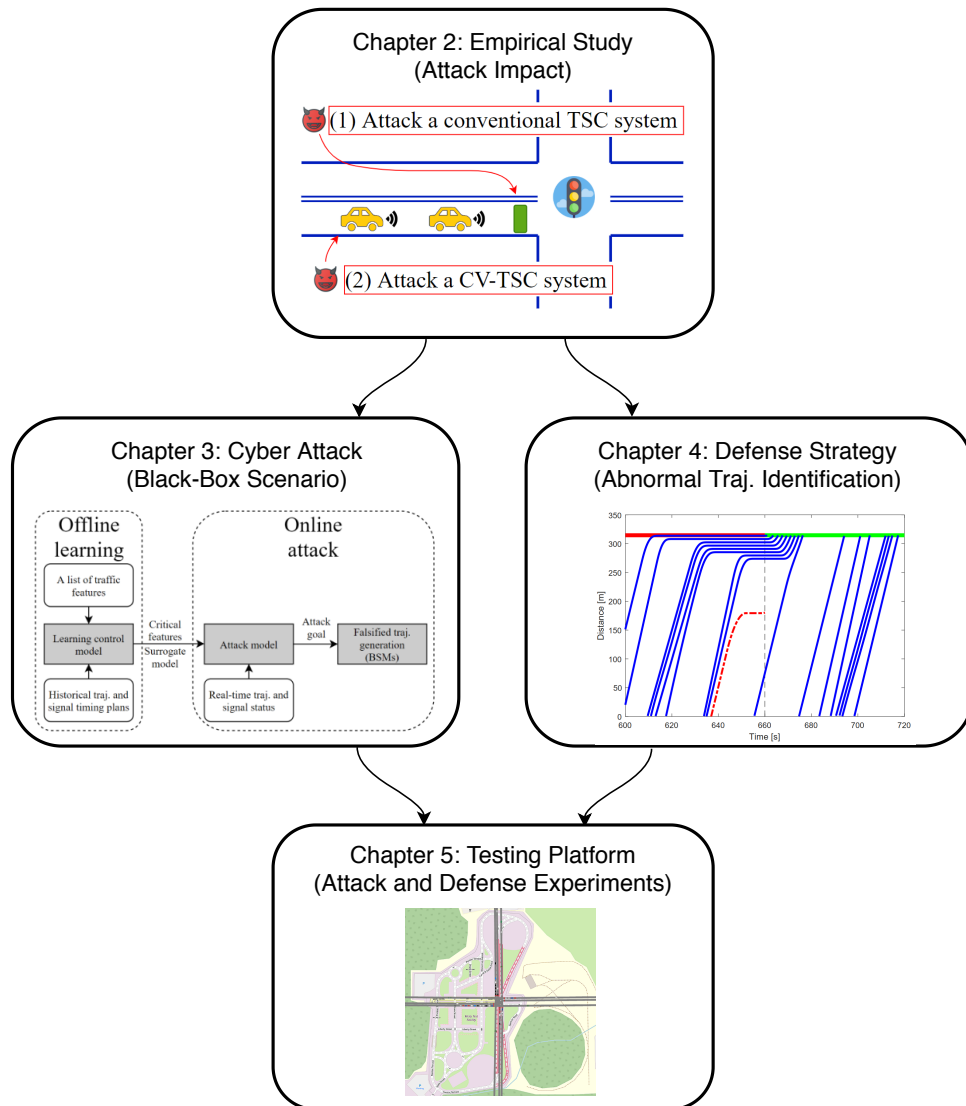 Chapter 2: Empirical Study
(Attack Impact)
(1) Attack a conventional TSC system
(2) Attack a CV-TSC system
Chapter 3: Cyber Attack
(Black-Box Scenario)
Offline
learning
Online
attack
A list of traffic
features
Learning control
model
Historical traj. and
signal timing plans
Critical
features
Surrogate
model
Attack model
Real-time traj. and
signal status
Attack
goal
Falsified traj.
generation
(BSMs)
Chapter 4: Defense Strategy
(Abnormal Traj. Identification)
350
300
250
200
150
100
50
0
Distance [m]
600
620
640
660
680
700
720
Time [s]
Chapter 5: Testing Platform
(Attack and Defense Experiments)